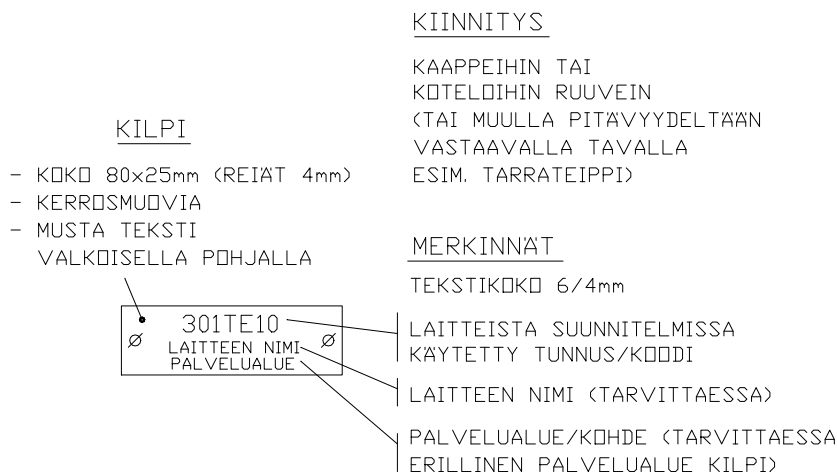 KIINNITYS
KAAPPEIHIN TAI
KOTELOIHIN RUUVEIN
(TAI MUULLA PITÄVYYDELTÄÄN
VASTAAVALLA TAVALLA
ESIM. TARRATEIPPI)
KILPI
- KOKO 80x25mm (REIÄT 4mm)
- KERROSMUOVIA
- MUSTA TEKSTI
VALKOISELLA POHJALLA
MERKINNÄT
TEKSTIKOKO 6/4mm
301TE10
LAITTEEN NIMI
PALVELUALUE
LAITTEISTA SUUNNITELMISSA
KÄYTETTY TUNNUS/KOODI
LAITTEEN NIMI (TARVITTAESSA)
PALVELUALUE/KOHDE (TARVITTAESSA
ERILLINEN PALVELUALUE KILPI)